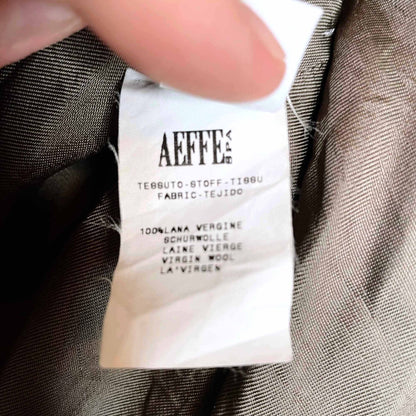 AEFFE SPA
TESSUTO-STOFF-TISSU
FABRIC-TEJIDO
100%LANA VERGINE
SCHURWOLLE
LAINE VIERGE
VIRGIN WOOL
LA'VIRGEN